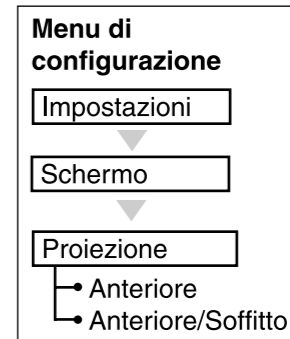 Menu di
configurazione
Impostazioni
Schermo
Proiezione
Anteriore
Anteriore/Soffitto